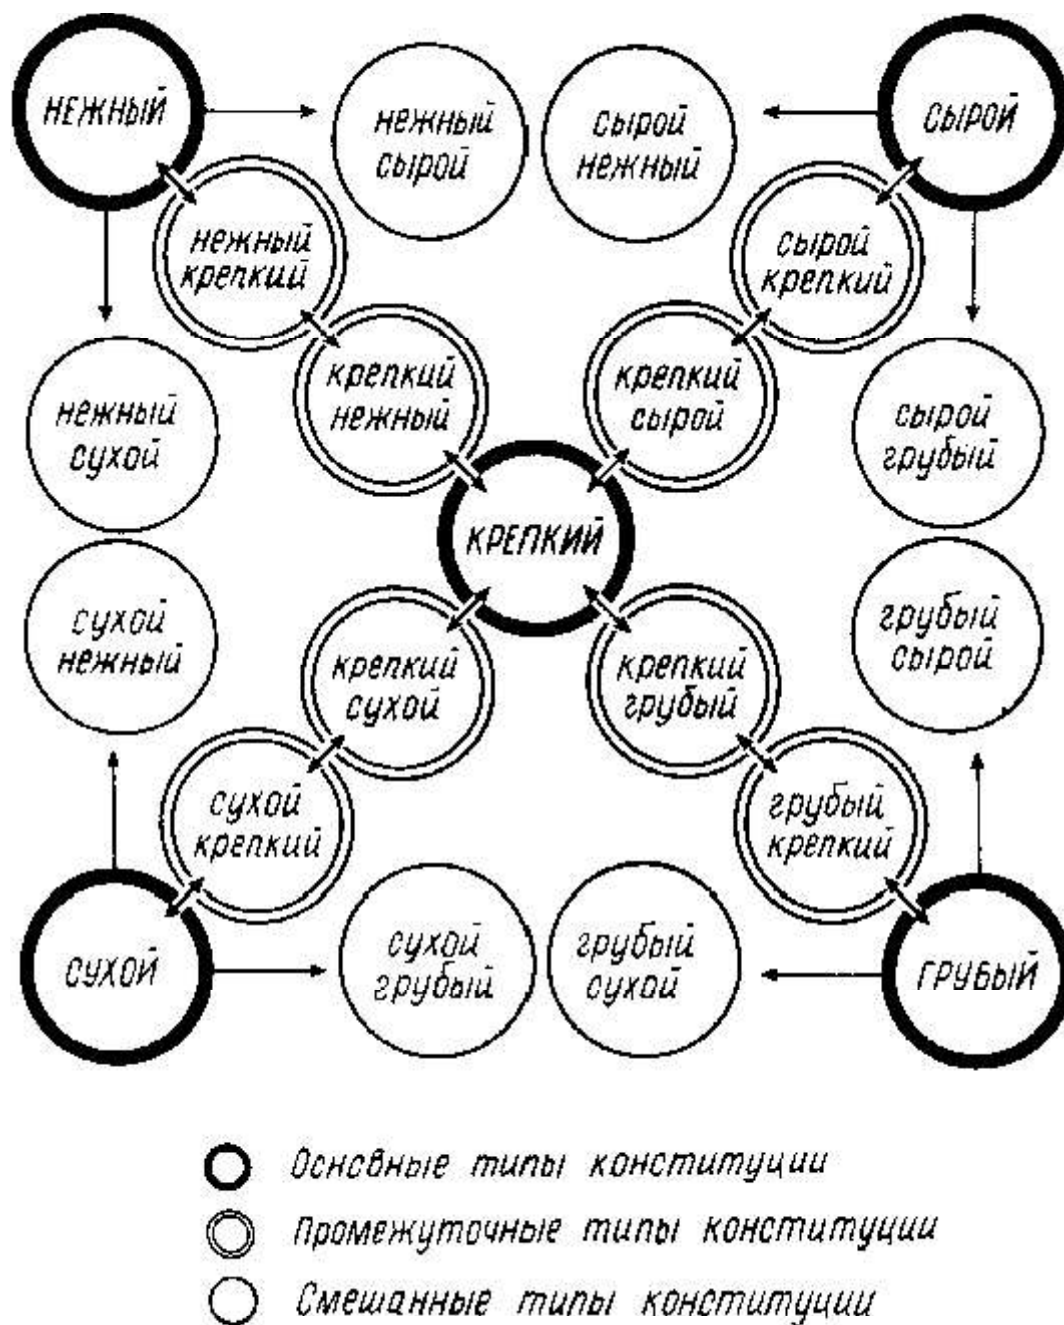 НЕЖНЫЙ
нежный
сырой
сырой
нежный
СЫРОЙ
нежный
крепкий
сырой
крепкий
крепкий
нежный
крепкий
сырой
нежный
сухой
сырой
грубый
КРЕПКИЙ
сухой
нежный
грубый
сырой
крепкий
сухой
крепкий
грубый
сухой
крепкий
грубый
крепкий
СУХОЙ
сухой
грубый
грубый
сухой
ГРУБЫЙ
Основные типы конституции
Промежуточные типы конституции
Смешанные типы конституции